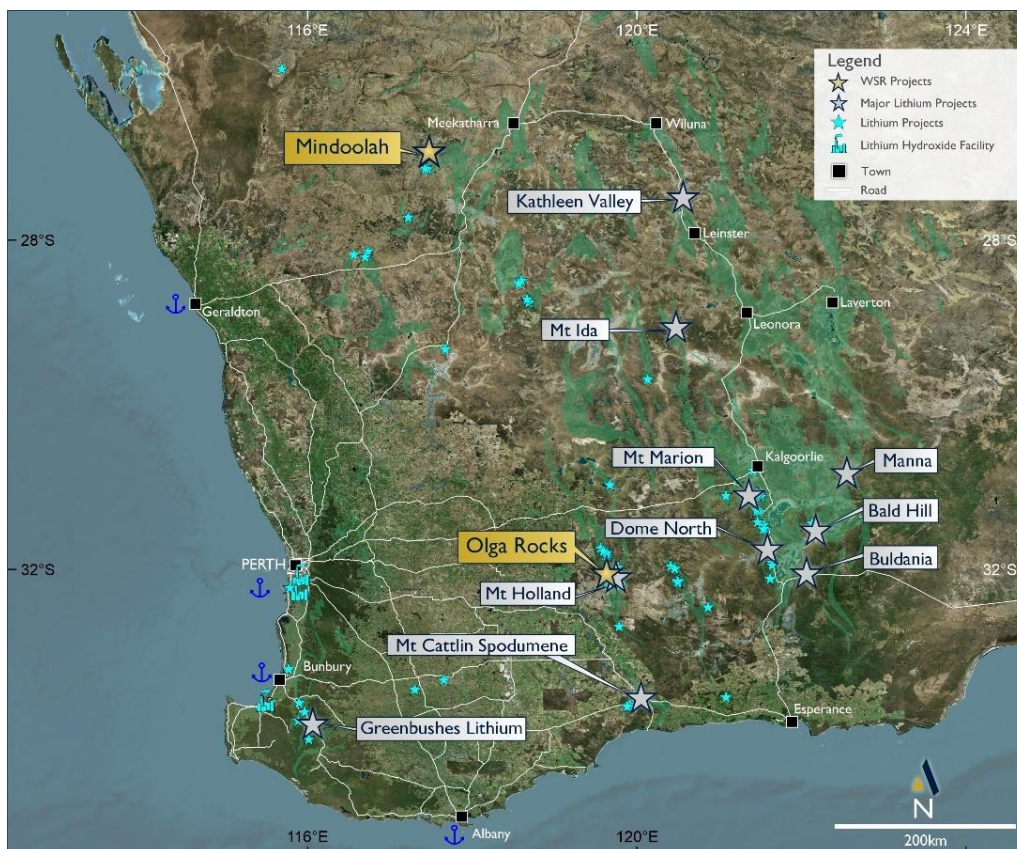 116°E
120°E
124°E
Legend
WSR Projects
Major Lithium Projects
Lithium Projects
Lithium Hydroxide Facility
Town
Road
Meekatharra
Wiluna
Mindoolah
Kathleen Valley
Leinster
28°S
28°S
Geraldton
Laverton
Leonora
Mt Ida
Kalgoorlie
Mt Marion
Manna
Bald Hill
Dome North
Olga Rocks
PERTH
32°S
32°S
Buldania
Mt Holland
Mt Cattlin Spodumene
Bunbury
Esperance
Greenbushes Lithium
N
116°E
120°E
Albany
200km